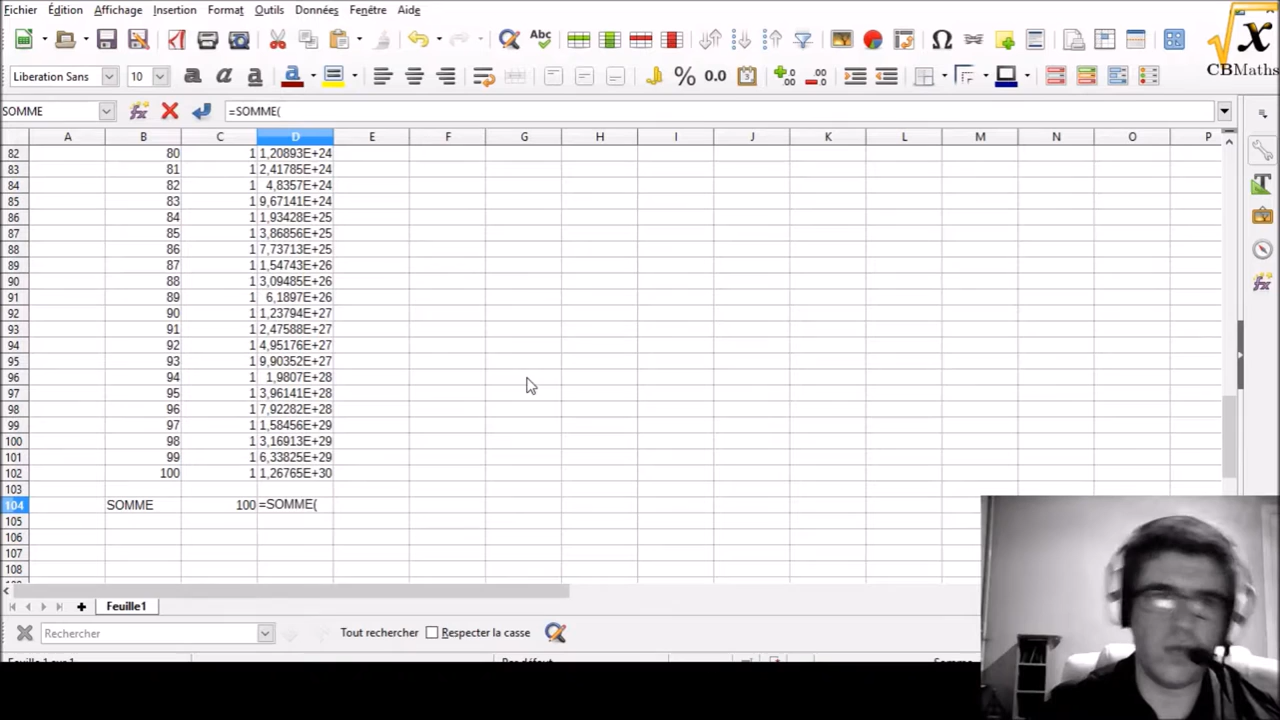 Fichier Édition Affichage Insertion Format Outils Données Fenêtre Aide
Liberation Sans 10 a a a A % 0.0
√x
CBMaths
SOMME =SOMME(
A B C D E F G H I J K L M N O P
82 80 1 1,20893E+24
83 81 1 2,41785E+24
84 82 1 4,8357E+24
85 83 1 9,67141E+24
86 84 1 1,93428E+25
87 85 1 3,86856E+25
88 86 1 7,73713E+25
89 87 1 1,54743E+26
90 88 1 3,09485E+26
91 89 1 6,1897E+26
92 90 1 1,23794E+27
93 91 1 2,47588E+27
94 92 1 4,95176E+27
95 93 1 9,90352E+27
96 94 1 1,9807E+28
97 95 1 3,96141E+28
98 96 1 7,92282E+28
99 97 1 1,58456E+29
100 98 1 3,16913E+29
101 99 1 6,33825E+29
102 100 1 1,26765E+30
103
104 SOMME 100 =SOMME(
105
106
107
108
Feuille1
Rechercher Tout rechercher Respecter la casse